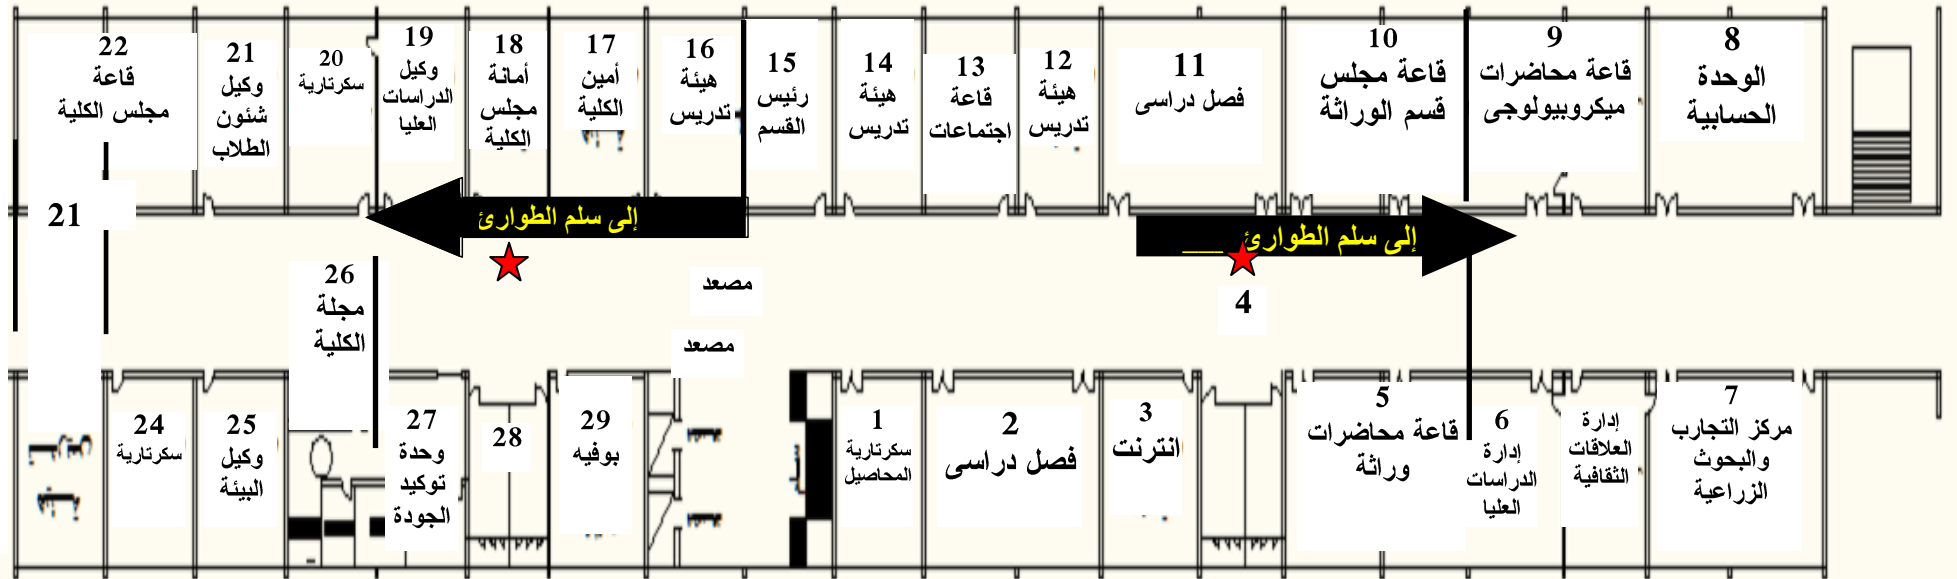 22
قاعة
مجلس الكلية
21
وكيل
شئون
الطلاب
20
سكرتارية
19
وكيل
الدراسات
العليا
18
أمانة
مجلس
الكلية
17
أمين
الكلية
16
هيئة
تدريس
15
رئيس
القسم
14
هيئة
تدريس
13
قاعة
اجتماعات
12
هيئة
تدريس
11
فصل دراسى
10
قاعة مجلس
قسم الوراثة
9
قاعة محاضرات
ميكروبيولوجى
8
الوحدة
الحسابية
21
إلى سلم الطوارئ
إلى سلم الطوارئ
26
مجلة
الكلية
مصعد
مصعد
4
24
سكرتارية
25
وكيل
البيئة
27
وحدة
توكيد
الجودة
28
29
بوفيه
1
سكرتارية
المحاصيل
2
فصل دراسى
3
انترنت
5
قاعة محاضرات
وراثة
6
إدارة
الدراسات
العليا
إدارة
العلاقات
الثقافية
7
مركز التجارب
والبحوث
الزراعية